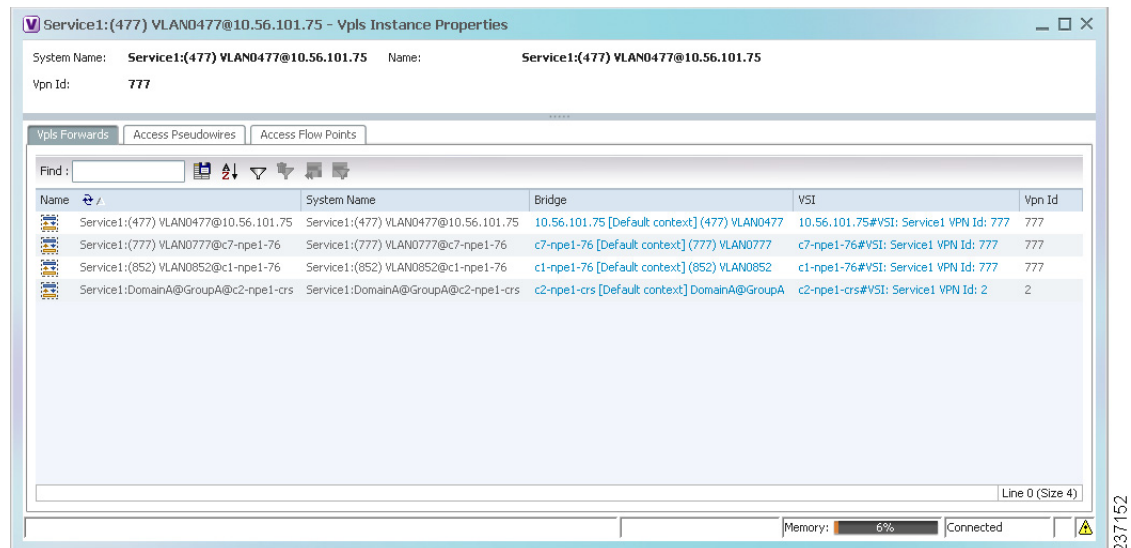 Service1:(477) VLAN0477@10.56.101.75 - Vpls Instance Properties
System Name: Service1:(477) VLAN0477@10.56.101.75 Name: Service1:(477) VLAN0477@10.56.101.75
Vpn Id: 777
Vpls Forwards Access Pseudowires Access Flow Points
Find :
Name System Name Bridge VSI Vpn Id
Service1:(477) VLAN0477@10.56.101.75 Service1:(477) VLAN0477@10.56.101.75 10.56.101.75 [Default context] (477) VLAN0477 10.56.101.75#VSI: Service1 VPN Id: 777 777
Service1:(777) VLAN0777@c7-npe1-76 Service1:(777) VLAN0777@c7-npe1-76 c7-npe1-76 [Default context] (777) VLAN0777 c7-npe1-76#VSI: Service1 VPN Id: 777 777
Service1:(852) VLAN0852@c1-npe1-76 Service1:(852) VLAN0852@c1-npe1-76 c1-npe1-76 [Default context] (852) VLAN0852 c1-npe1-76#VSI: Service1 VPN Id: 777 777
Service1:DomainA@GroupA@c2-npe1-crs Service1:DomainA@GroupA@c2-npe1-crs c2-npe1-crs [Default context] DomainA@GroupA c2-npe1-crs#VSI: Service1 VPN Id: 2 2
Line 0 (Size 4)
Memory: 6% Connected
237152